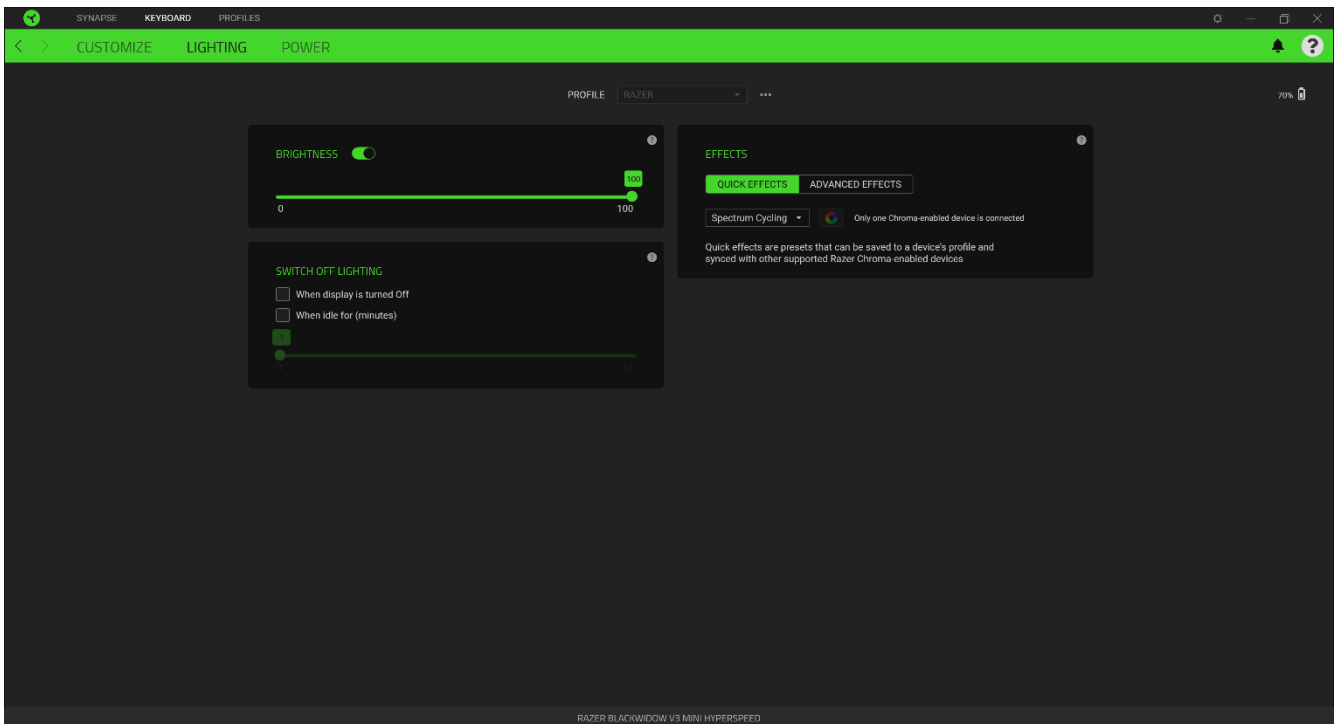 SYNAPSE KEYBOARD PROFILES
CUSTOMIZE LIGHTING POWER
?
PROFILE RAZER
70%
BRIGHTNESS
?
100
0 100
SWITCH OFF LIGHTING
?
When display is turned Off
When idle for (minutes)
1
1 15
EFFECTS
?
QUICK EFFECTS ADVANCED EFFECTS
Spectrum Cycling Only one Chroma-enabled device is connected
Quick effects are presets that can be saved to a device's profile and
synced with other supported Razer Chroma-enabled devices
RAZER BLACKWIDOW V3 MINI HYPERSPEED